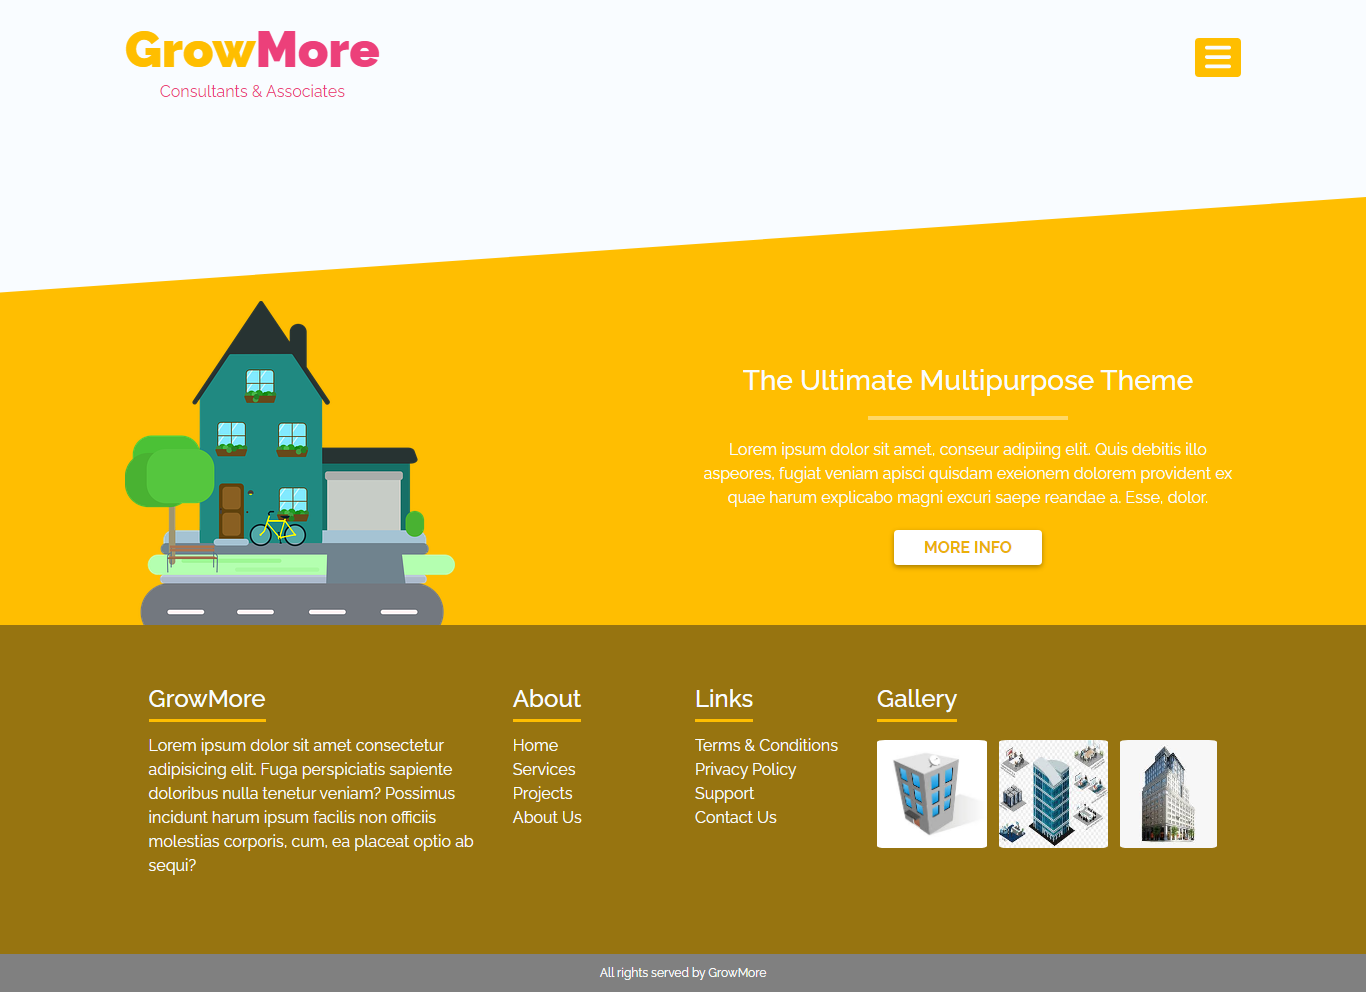 GrowMore
Consultants & Associates
The Ultimate Multipurpose Theme
Lorem ipsum dolor sit amet, conseur adipiing elit. Quis debitis illo
aspeores, fugiat veniam apisci quisdam exeionem dolorem provident ex
quae harum explicabo magni excuri saepe reandae a. Esse, dolor.
MORE INFO
GrowMore
Lorem ipsum dolor sit amet consectetur
adipisicing elit. Fuga perspiciatis sapiente
doloribus nulla tenetur veniam? Possimus
incidunt harum ipsum facilis non officiis
molestias corporis, cum, ea placeat optio ab
sequi?
About
Home
Services
Projects
About Us
Links
Terms & Conditions
Privacy Policy
Support
Contact Us
Gallery
All rights served by GrowMore